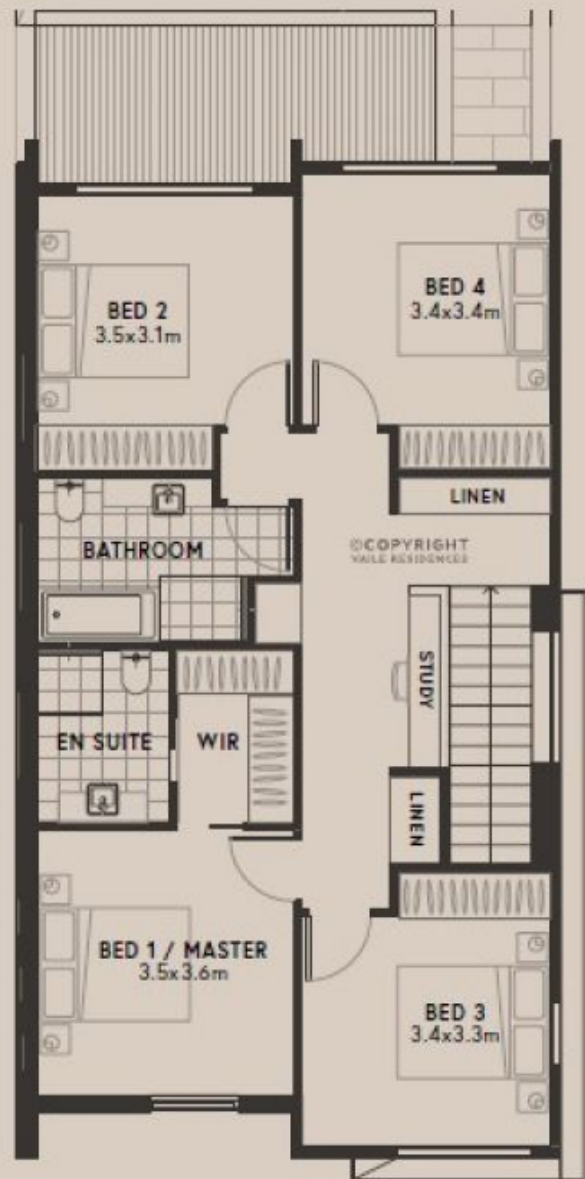 BED 2
3.5x3.1m
BED 4
3.4x3.4m
LINEN
BATHROOM
©COPYRIGHT
VAILE RESIDENCES
STUDY
EN SUITE
WIR
LINEN
BED 1 / MASTER
3.5x3.6m
BED 3
3.4x3.3m